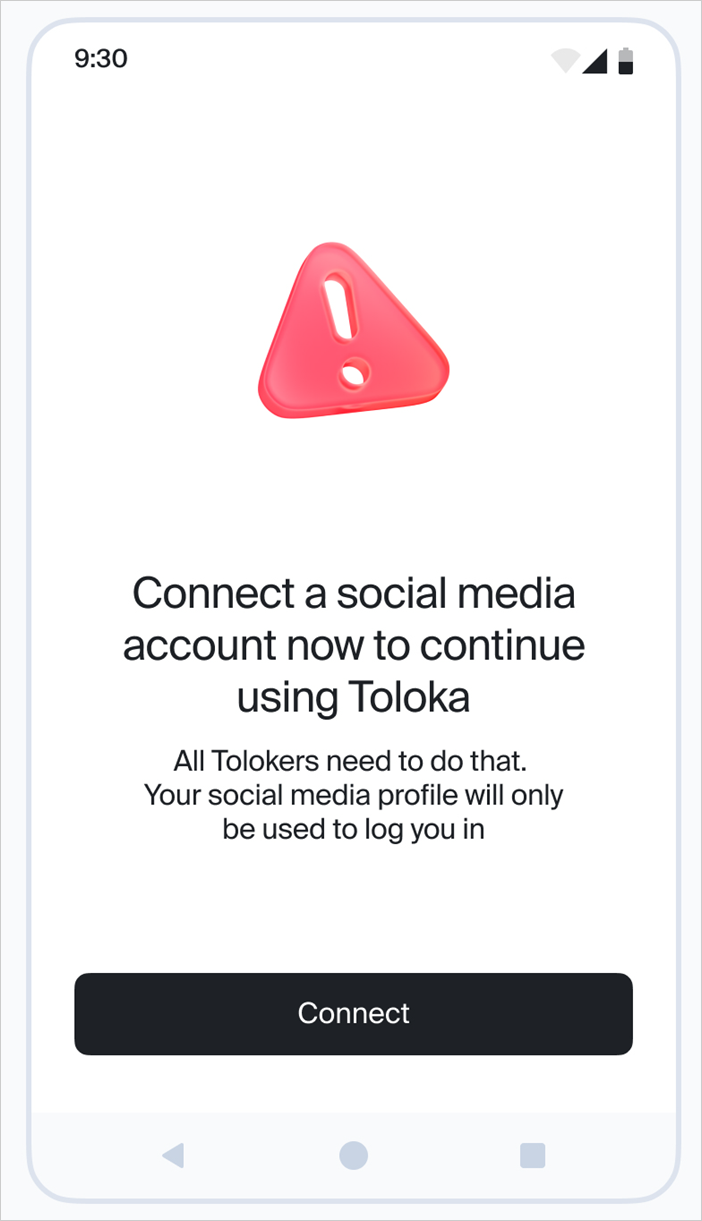 9:30
Connect a social media
account now to continue
using Toloka
All Tolokers need to do that.
Your social media profile will only
be used to log you in
Connect